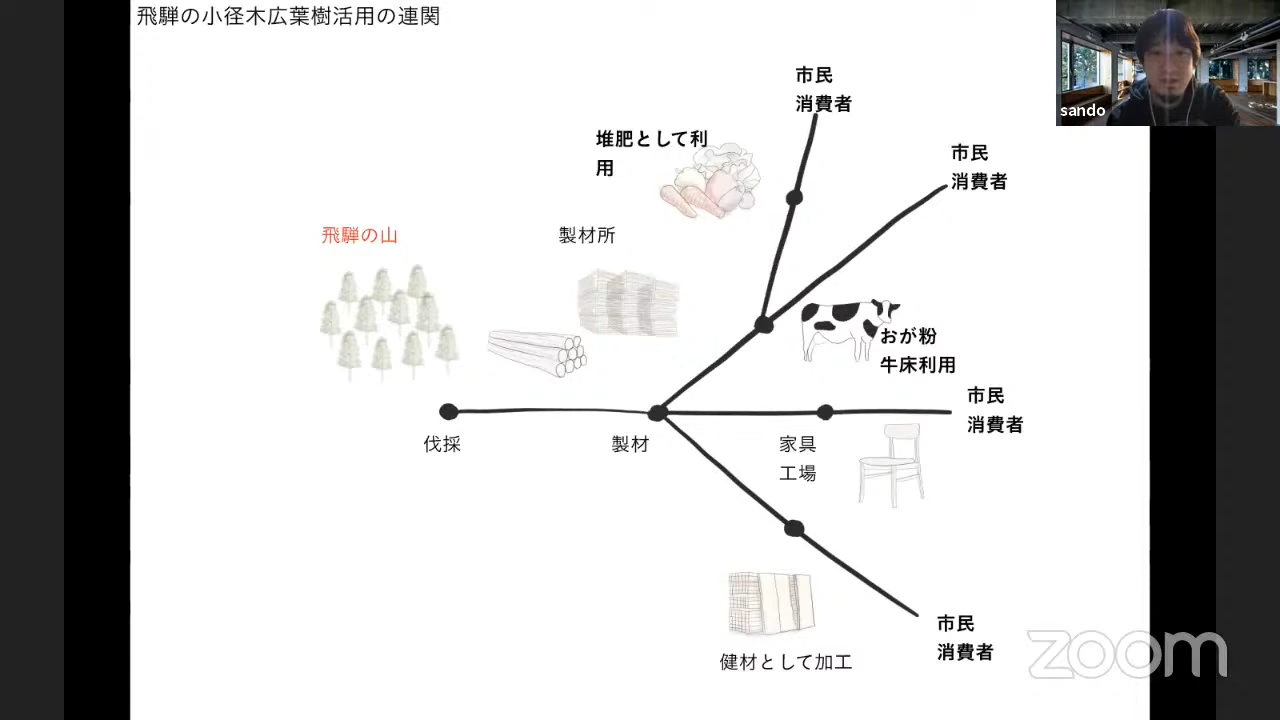 飛騨の小径木広葉樹活用の連関
sando
市民
消費者
堆肥として利
用
市民
消費者
飛騨の山
製材所
おが粉
牛床利用
市民
消費者
伐採
製材
家具
工場
健材として加工
市民
消費者
zoom